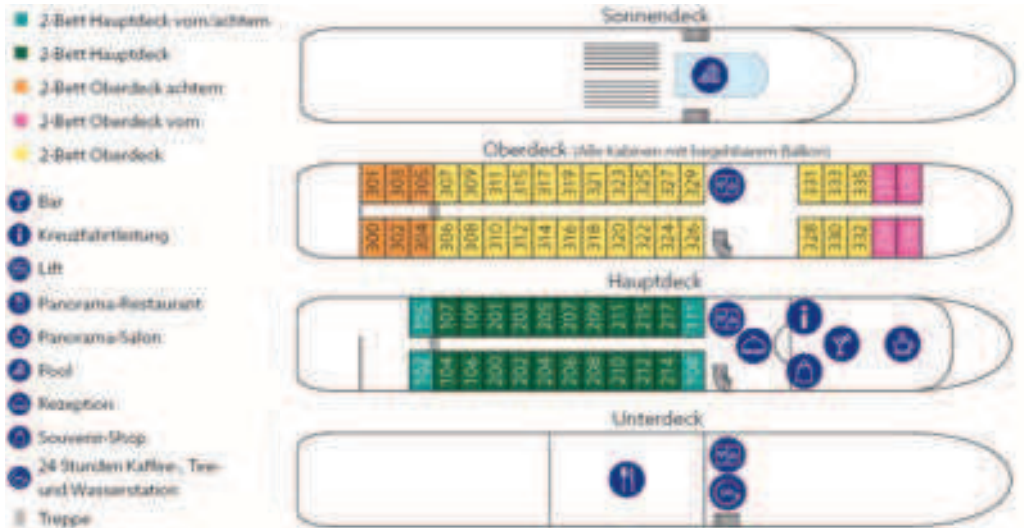 2-Bett Hauptdeck vorn/achtern
2-Bett Hauptdeck
2-Bett Oberdeck achtern
2-Bett Oberdeck vorn
2-Bett Oberdeck
Bar
Kreuzfahrtleitung
Lift
Panorama-Restaurant
Panorama-Salon
Pool
Rezeption
Souvenir-Shop
24 Stunden Kaffee-, Tee-
und Wasserstation
Treppe
Sonnendeck
Oberdeck (Alle Kabinen mit begehbarem Balkon)
301 303 305 307 309 311 315 317 319 321 323 325 327 329 331 333 335
300 302 304 306 308 310 312 314 316 318 320 322 324 326 328 330 332
Hauptdeck
105 107 109 201 203 205 207 209 211 215 217
102 104 106 200 202 204 206 208 210 212 214
Unterdeck